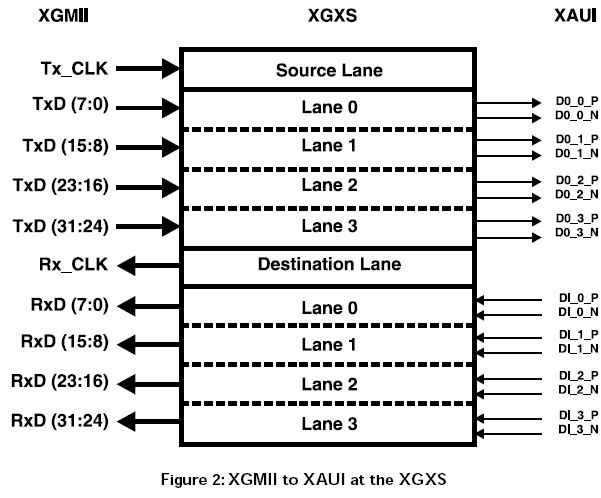 XGMII XGXS XAUI
Tx_CLK Source Lane
TxD (7:0) Lane 0 D0_0_P
D0_0_N
TxD (15:8) Lane 1 D0_1_P
D0_1_N
TxD (23:16) Lane 2 D0_2_P
D0_2_N
TxD (31:24) Lane 3 D0_3_P
D0_3_N
Rx_CLK Destination Lane
RxD (7:0) Lane 0 DI_0_P
DI_0_N
RxD (15:8) Lane 1 DI_1_P
DI_1_N
RxD (23:16) Lane 2 DI_2_P
DI_2_N
RxD (31:24) Lane 3 DI_3_P
DI_3_N
Figure 2: XGMII to XAUI at the XGXS